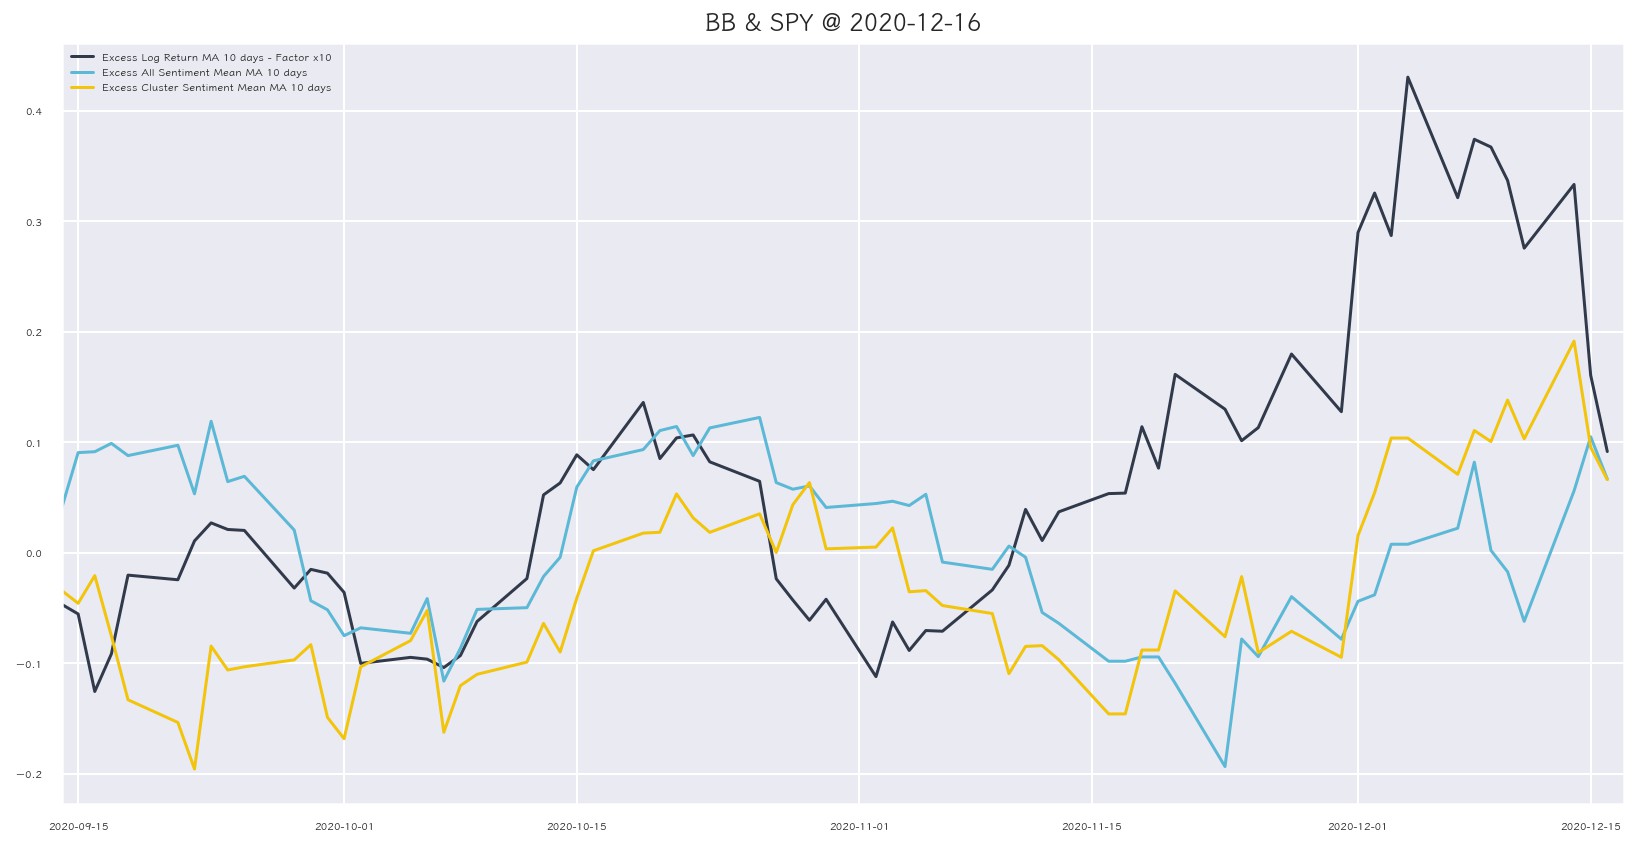 BB & SPY @ 2020-12-16
Excess Log Return MA 10 days - Factor x10
Excess All Sentiment Mean MA 10 days
Excess Cluster Sentiment Mean MA 10 days
0.4
0.3
0.2
0.1
0.0
−0.1
−0.2
2020-09-15 2020-10-01 2020-10-15 2020-11-01 2020-11-15 2020-12-01 2020-12-15